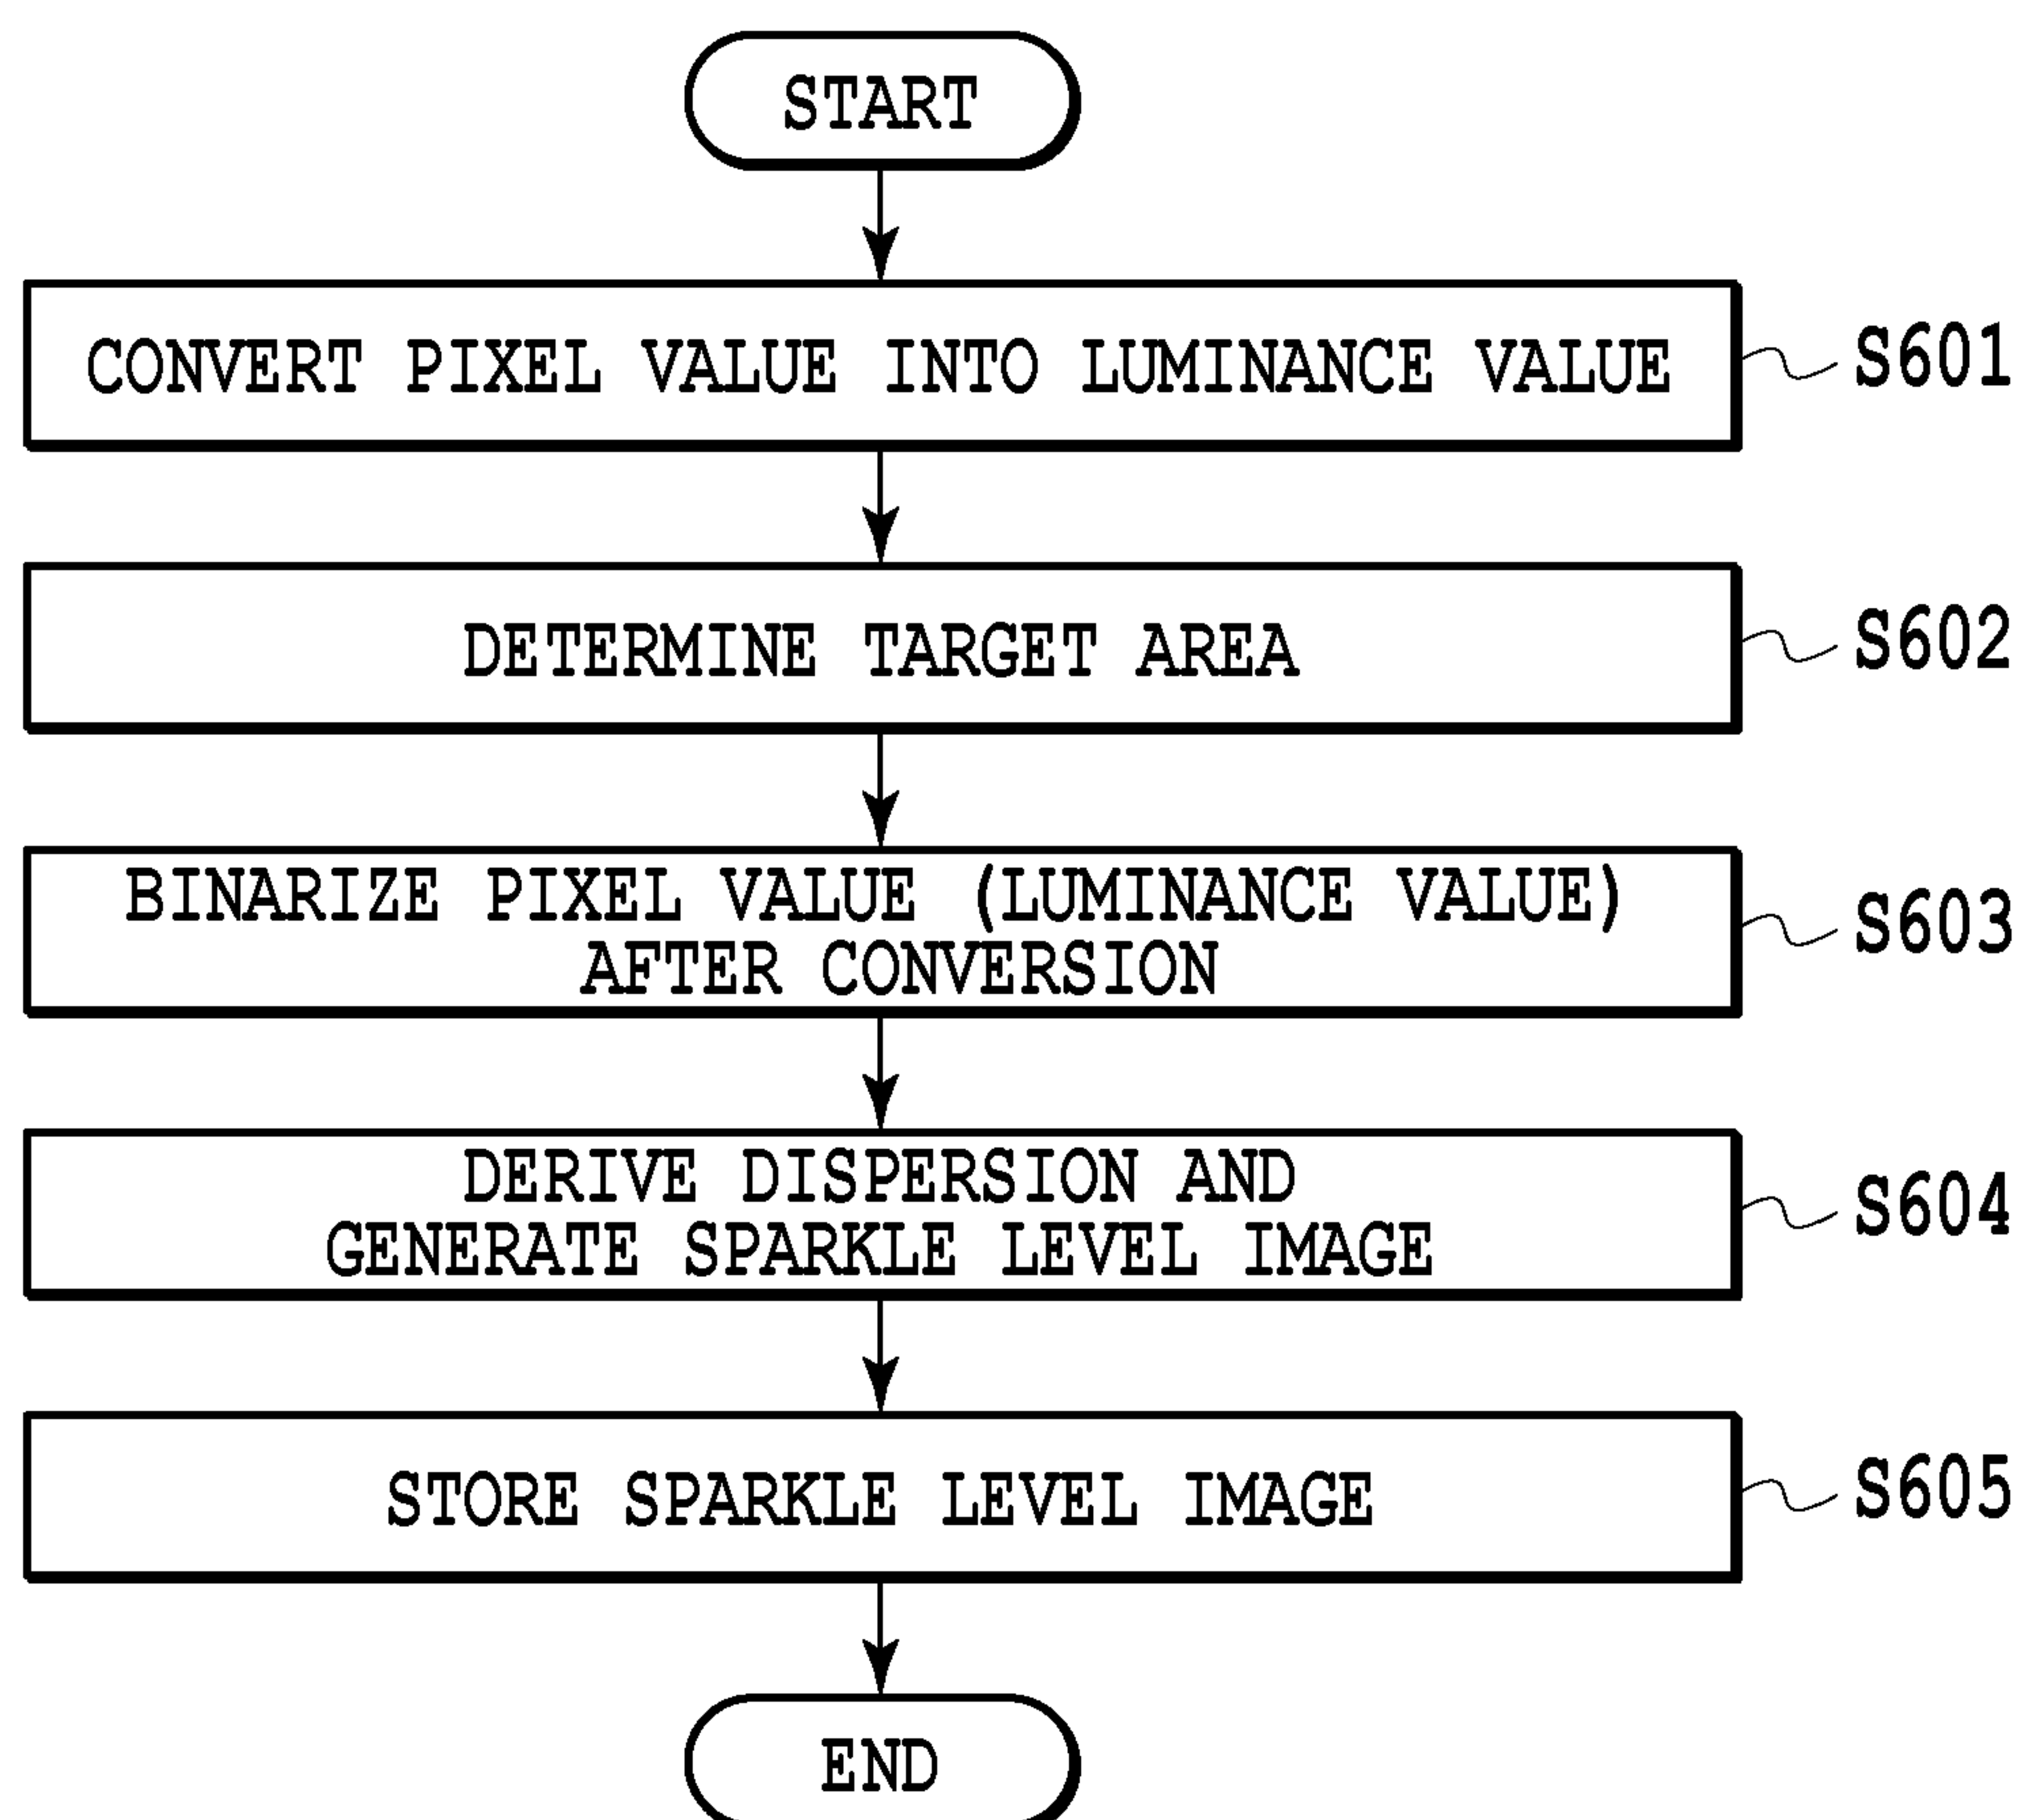 START
CONVERT PIXEL VALUE INTO LUMINANCE VALUE
S601
DETERMINE TARGET AREA
S602
BINARIZE PIXEL VALUE (LUMINANCE VALUE)
AFTER CONVERSION
S603
DERIVE DISPERSION AND
GENERATE SPARKLE LEVEL IMAGE
S604
STORE SPARKLE LEVEL IMAGE
S605
END